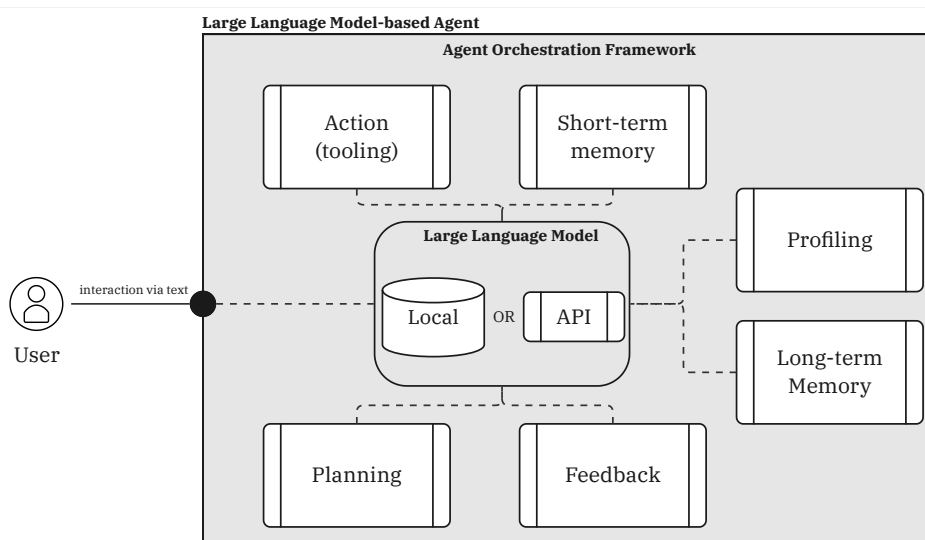 Large Language Model-based Agent
Agent Orchestration Framework
Action
(tooling)
Short-term
memory
Large Language Model
Profiling
interaction via text
Local
OR
API
User
Long-term
Memory
Planning
Feedback